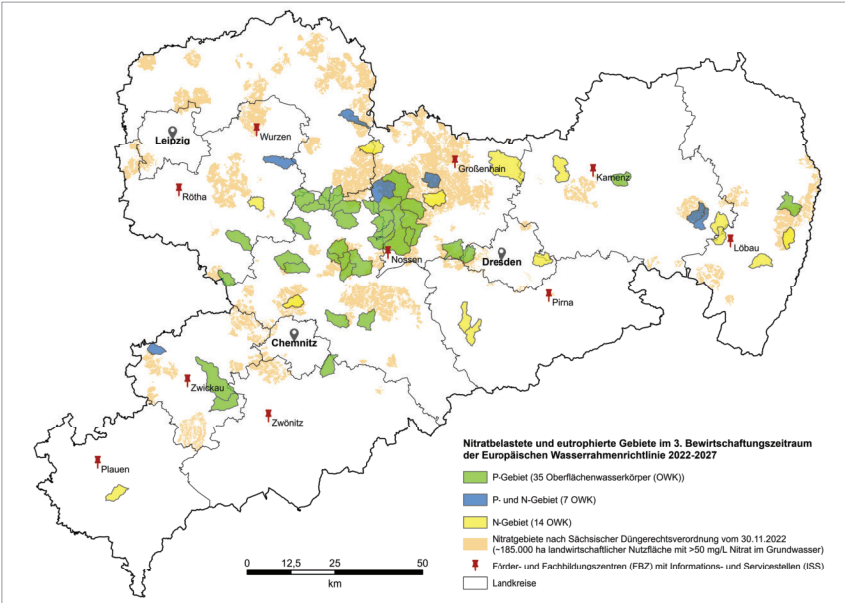 Leipzig
Wurzen
Großenhain
Kamenz
Rötha
Löbau
Nossen
Dresden
Pirna
Chemnitz
Zwickau
Zwönitz
Plauen
Nitratbelastete und eutrophierte Gebiete im 3. Bewirtschaftungszeitraum
der Europäischen Wasserrahmenrichtlinie 2022-2027
P-Gebiet (35 Oberflächenwasserkörper (OWK))
P- und N-Gebiet (7 OWK)
N-Gebiet (14 OWK)
Nitratgebiete nach Sächsischer Düngerechtsverordnung vom 30.11.2022
(~185.000 ha landwirtschaftlicher Nutzfläche mit >50 mg/L Nitrat im Grundwasser)
Förder- und Fachbildungszentren (FBZ) mit Informations- und Servicestellen (ISS)
Landkreise
0 12,5 25 50
km